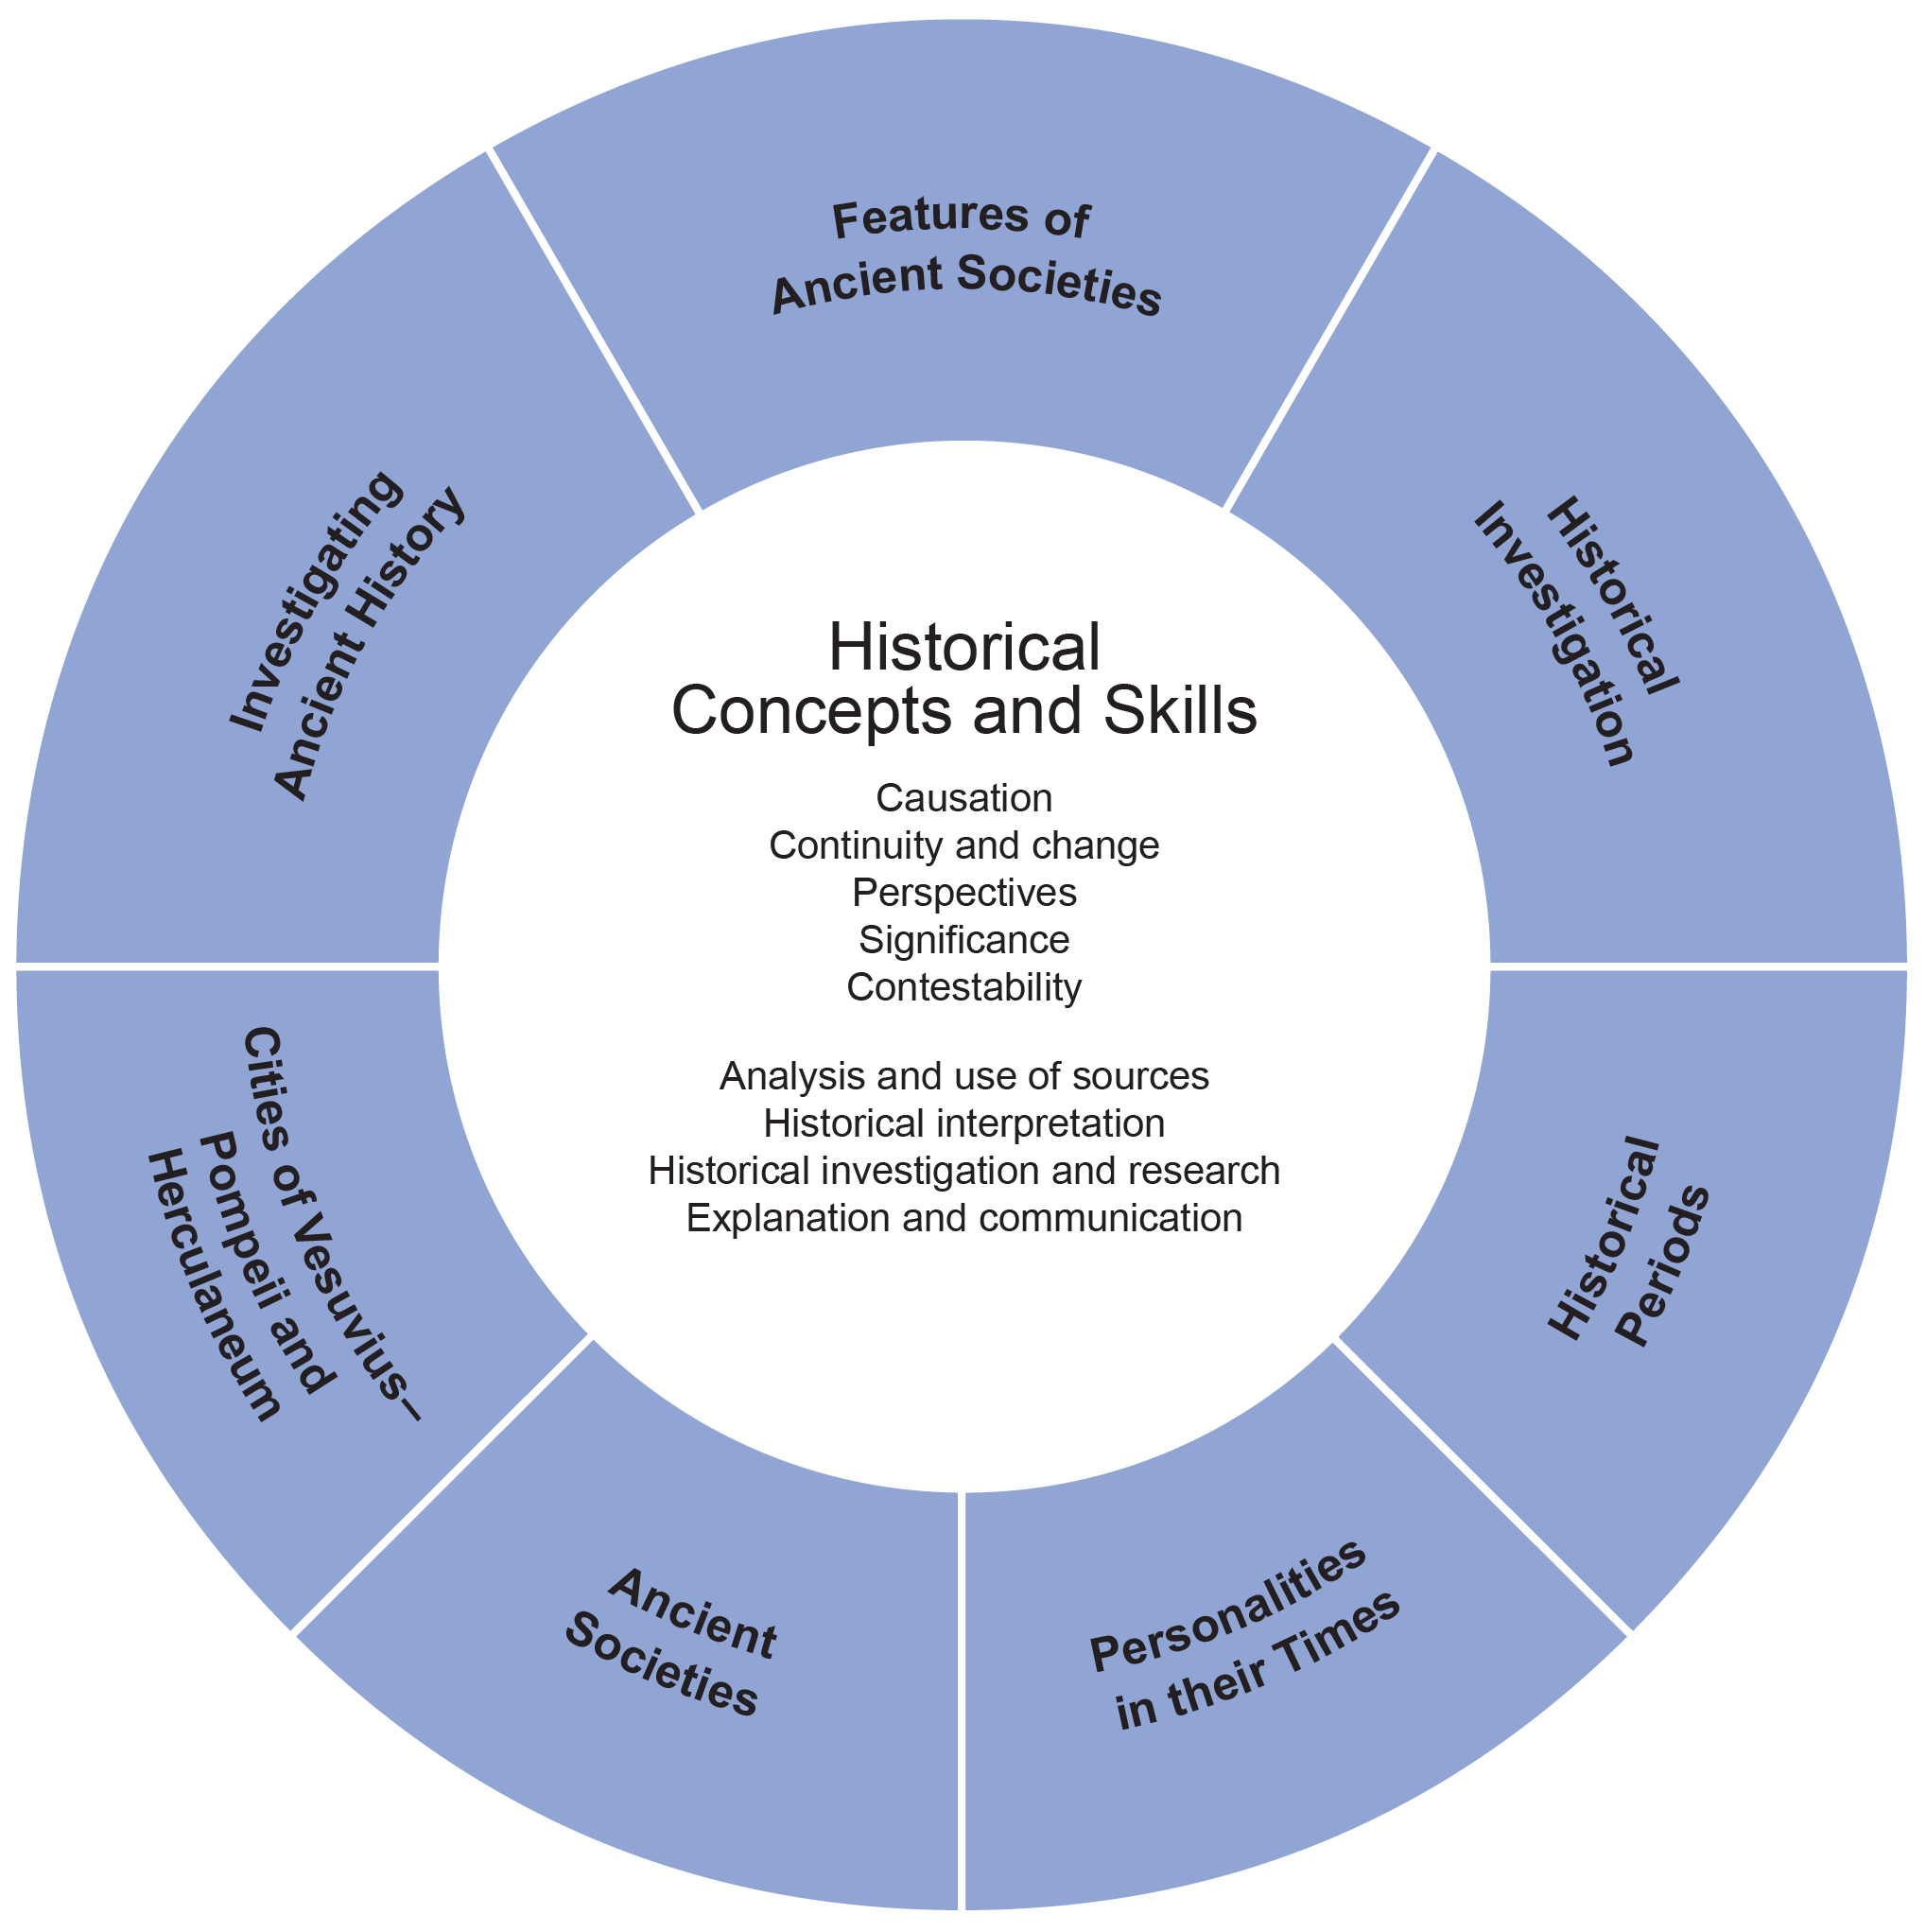 Features of
Ancient Societies
Historical
Investigation
Historical
Periods
Personalities
in their Times
Ancient
Societies
Cities of Vesuvius–
Pompeii and
Herculaneum
Investigating
Ancient History
Historical
Concepts and Skills
Causation
Continuity and change
Perspectives
Significance
Contestability
Analysis and use of sources
Historical interpretation
Historical investigation and research
Explanation and communication